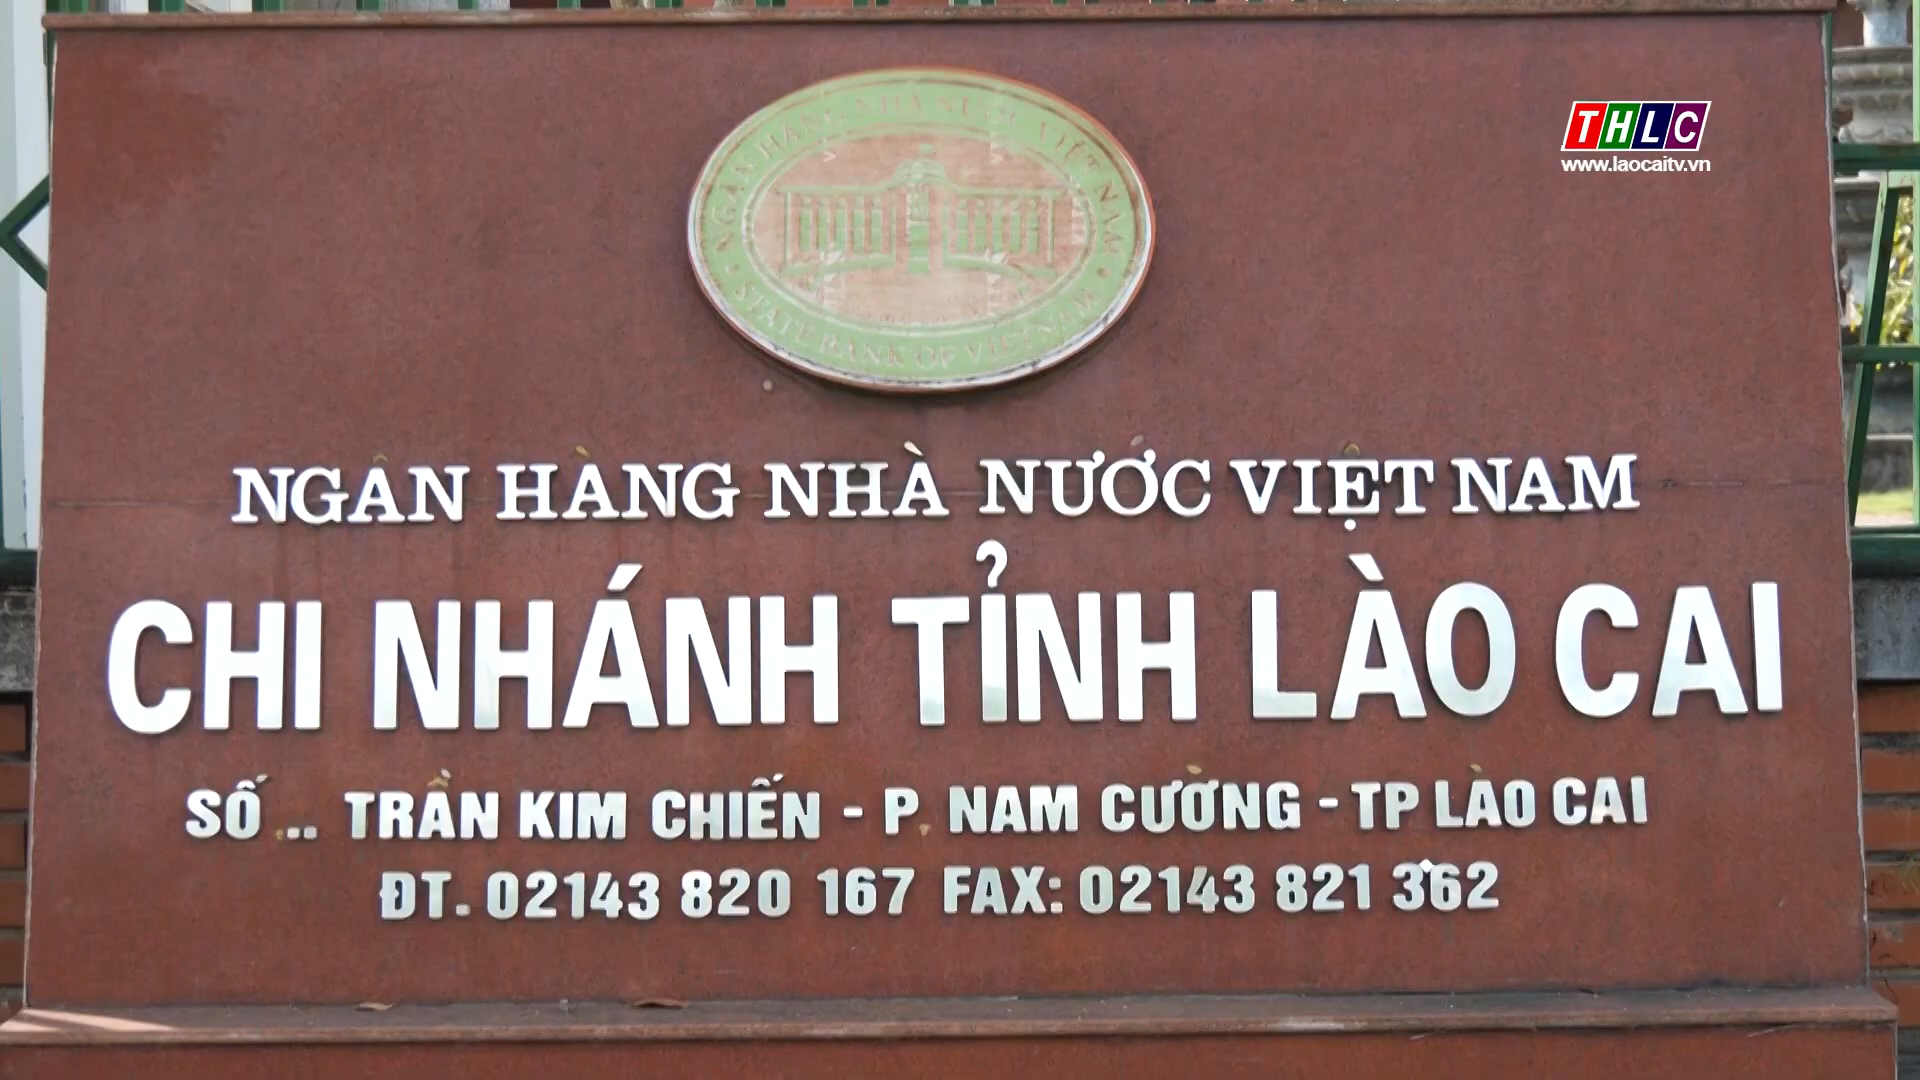 NGÂN HÀNG NHÀ NƯỚC VIỆT NAM
STATE BANK OF VIETNAM
THLC
www.laocaitv.vn
NGÂN HÀNG NHÀ NƯỚC VIỆT NAM
CHI NHÁNH TỈNH LÀO CAI
SỐ .. TRẦN KIM CHIẾN - P NAM CƯỜNG - TP LÀO CAI
ĐT. 02143 820 167 FAX: 02143 821 362